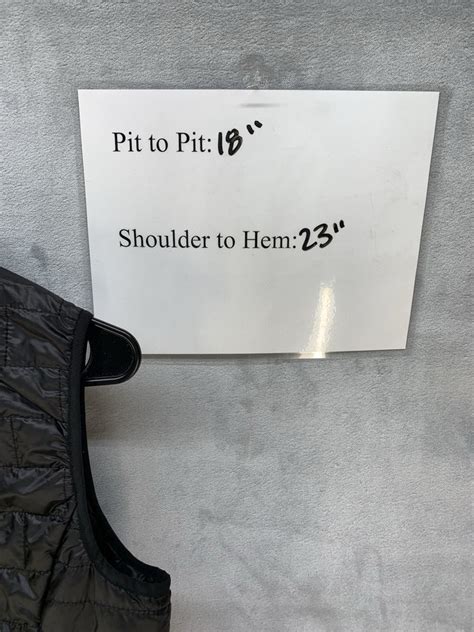 Pit to Pit: 18"
Shoulder to Hem: 23"